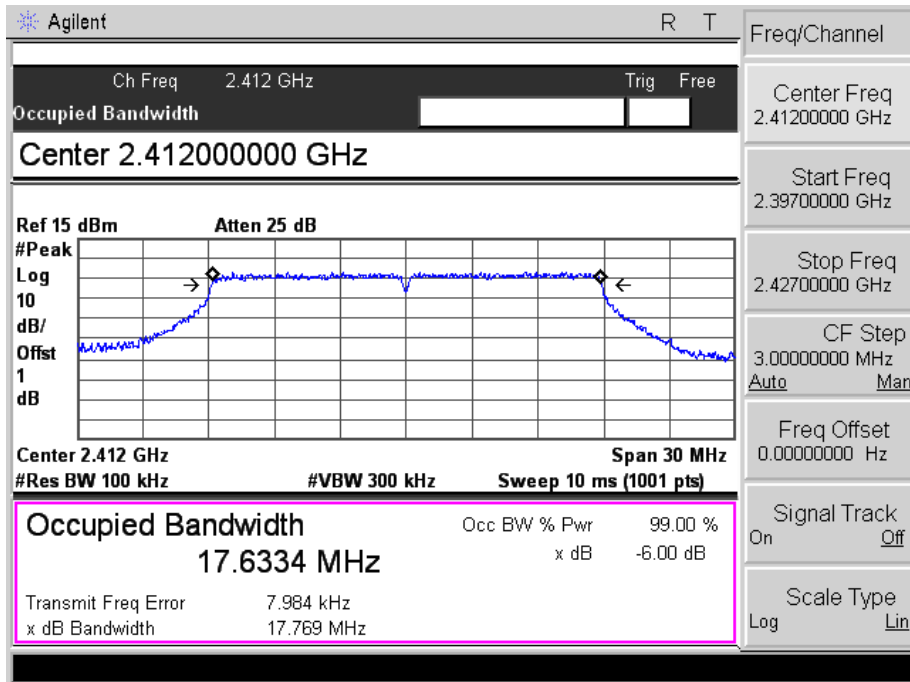 Agilent R T
Ch Freq 2.412 GHz Trig Free
Occupied Bandwidth
Center 2.412000000 GHz
Ref 15 dBm Atten 25 dB
#Peak
Log
10
dB/
Offst
1
dB
Center 2.412 GHz Span 30 MHz
#Res BW 100 kHz #VBW 300 kHz Sweep 10 ms (1001 pts)
Occupied Bandwidth Occ BW % Pwr 99.00 %
17.6334 MHz x dB -6.00 dB
Transmit Freq Error 7.984 kHz
x dB Bandwidth 17.769 MHz
Freq/Channel
Center Freq
2.41200000 GHz
Start Freq
2.39700000 GHz
Stop Freq
2.42700000 GHz
CF Step
3.00000000 MHz
Auto Man
Freq Offset
0.00000000 Hz
Signal Track
On Off
Scale Type
Log Lin